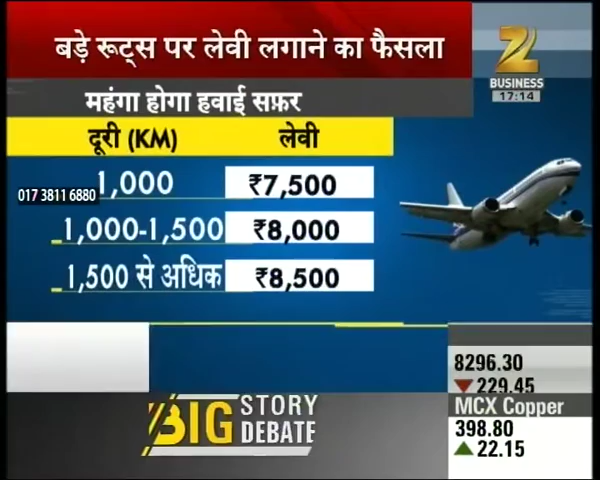 बड़े रूट्स पर लेवी लगाने का फैसला
Z
BUSINESS
17:14
महंगा होगा हवाई सफ़र
दूरी (KM) लेवी
1,000 ₹7,500
017 3811 6880
1,000-1,500 ₹8,000
1,500 से अधिक ₹8,500
8296.30
▼229.45
BIG STORY DEBATE
MCX Copper
398.80
▲22.15